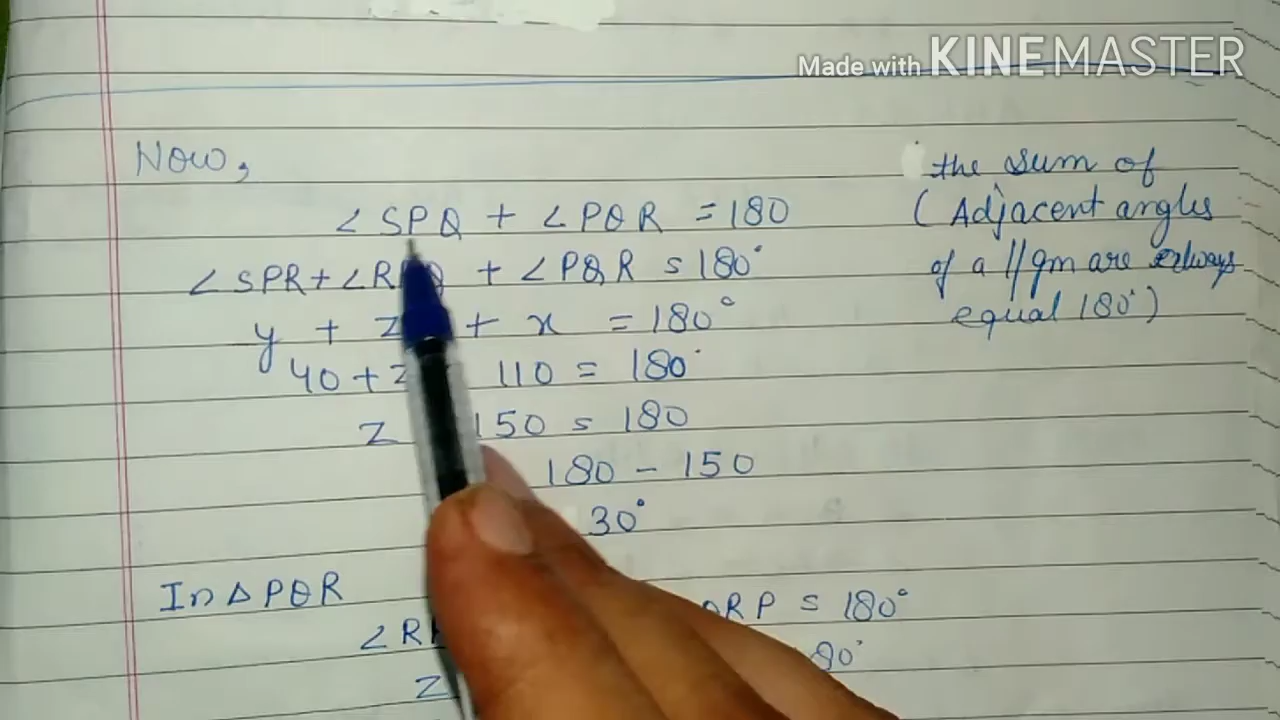 Made with KINEMASTER
Now,
∠SPQ + ∠PQR = 180
∠SPR+∠R + ∠PQR = 180°
y + z + x = 180°
40 + z 110 = 180°
z 150 = 180
180 - 150
30°
(the sum of
Adjacent angles
of a //gm are always
equal 180°)
In △ PQR
∠R QRP = 180°
z